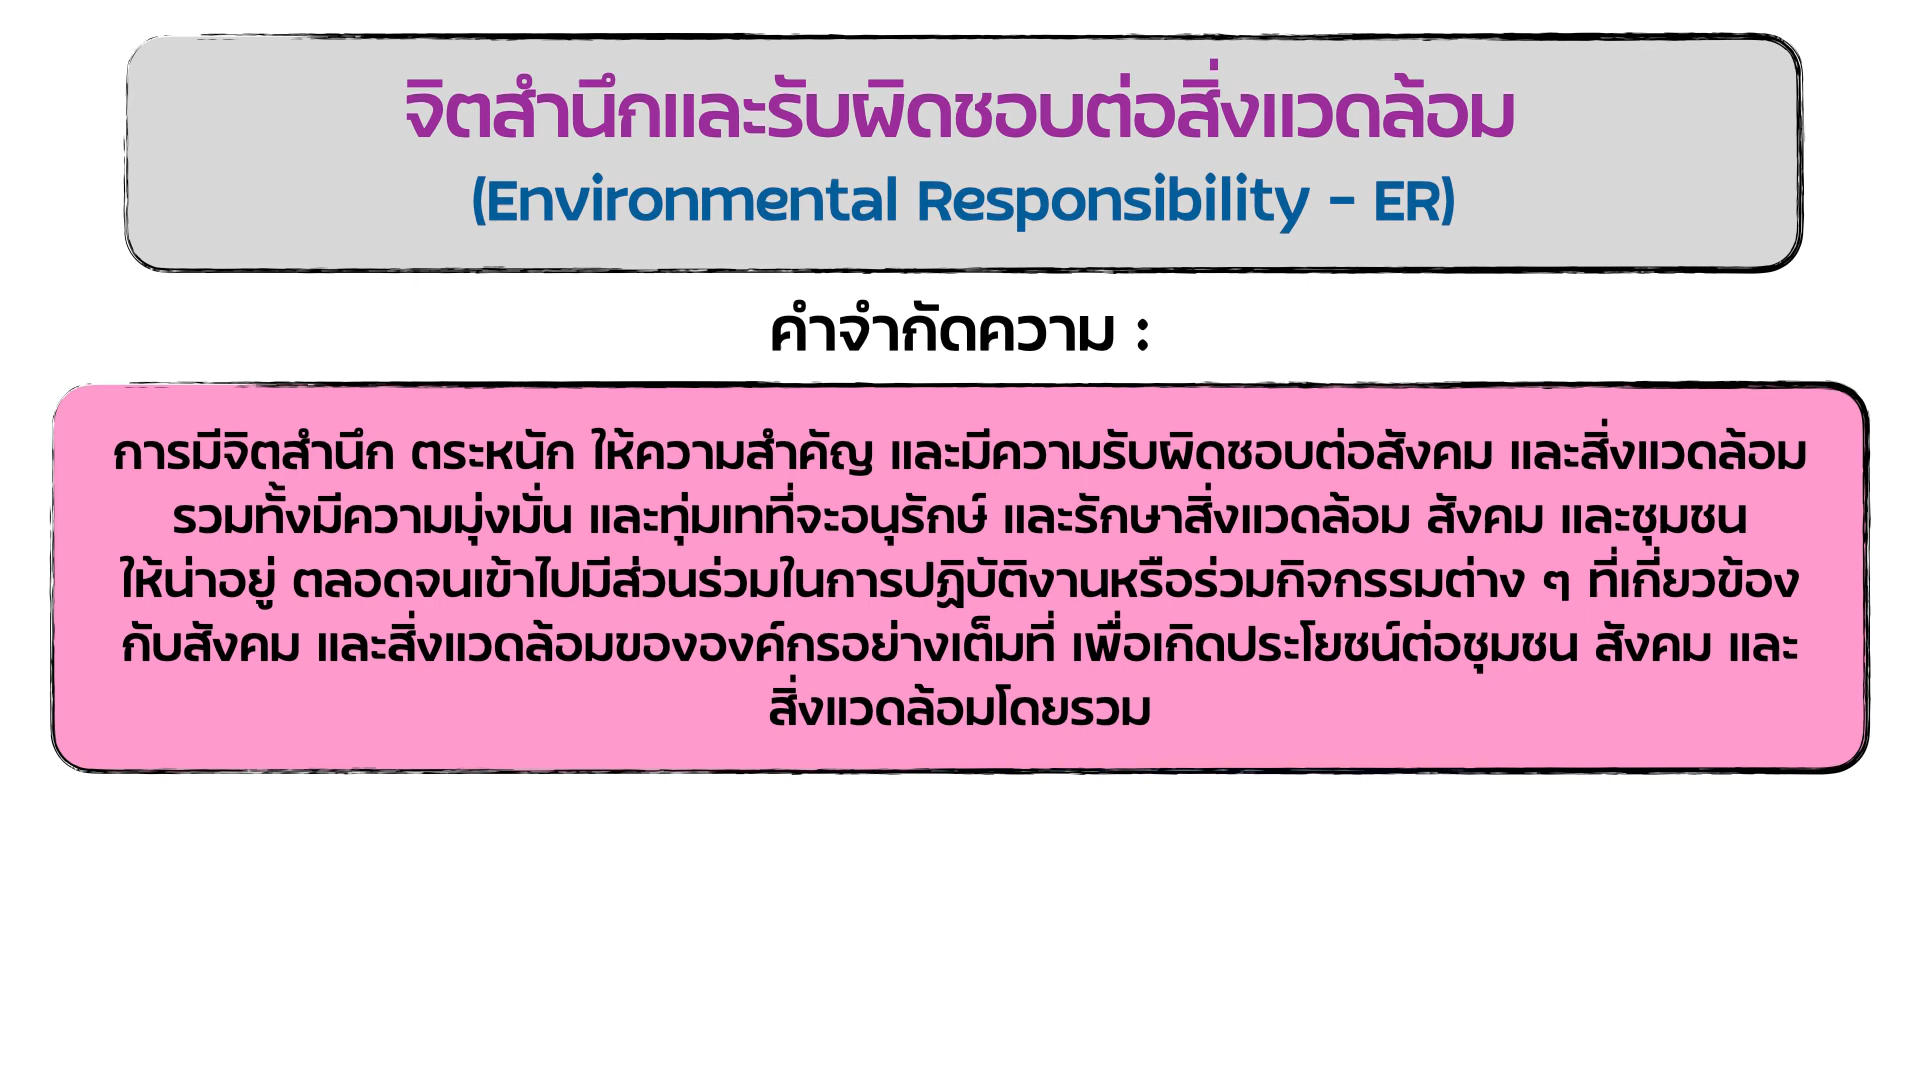 จิตสำนึกและรับผิดชอบต่อสิ่งแวดล้อม
(Environmental Responsibility - ER)
คำจำกัดความ :
การมีจิตสำนึก ตระหนัก ให้ความสำคัญ และมีความรับผิดชอบต่อสังคม และสิ่งแวดล้อม
รวมทั้งมีความมุ่งมั่น และทุ่มเทที่จะอนุรักษ์ และรักษาสิ่งแวดล้อม สังคม และชุมชน
ให้น่าอยู่ ตลอดจนเข้าไปมีส่วนร่วมในการปฏิบัติงานหรือร่วมกิจกรรมต่าง ๆ ที่เกี่ยวข้อง
กับสังคม และสิ่งแวดล้อมขององค์กรอย่างเต็มที่ เพื่อเกิดประโยชน์ต่อชุมชน สังคม และ
สิ่งแวดล้อมโดยรวม